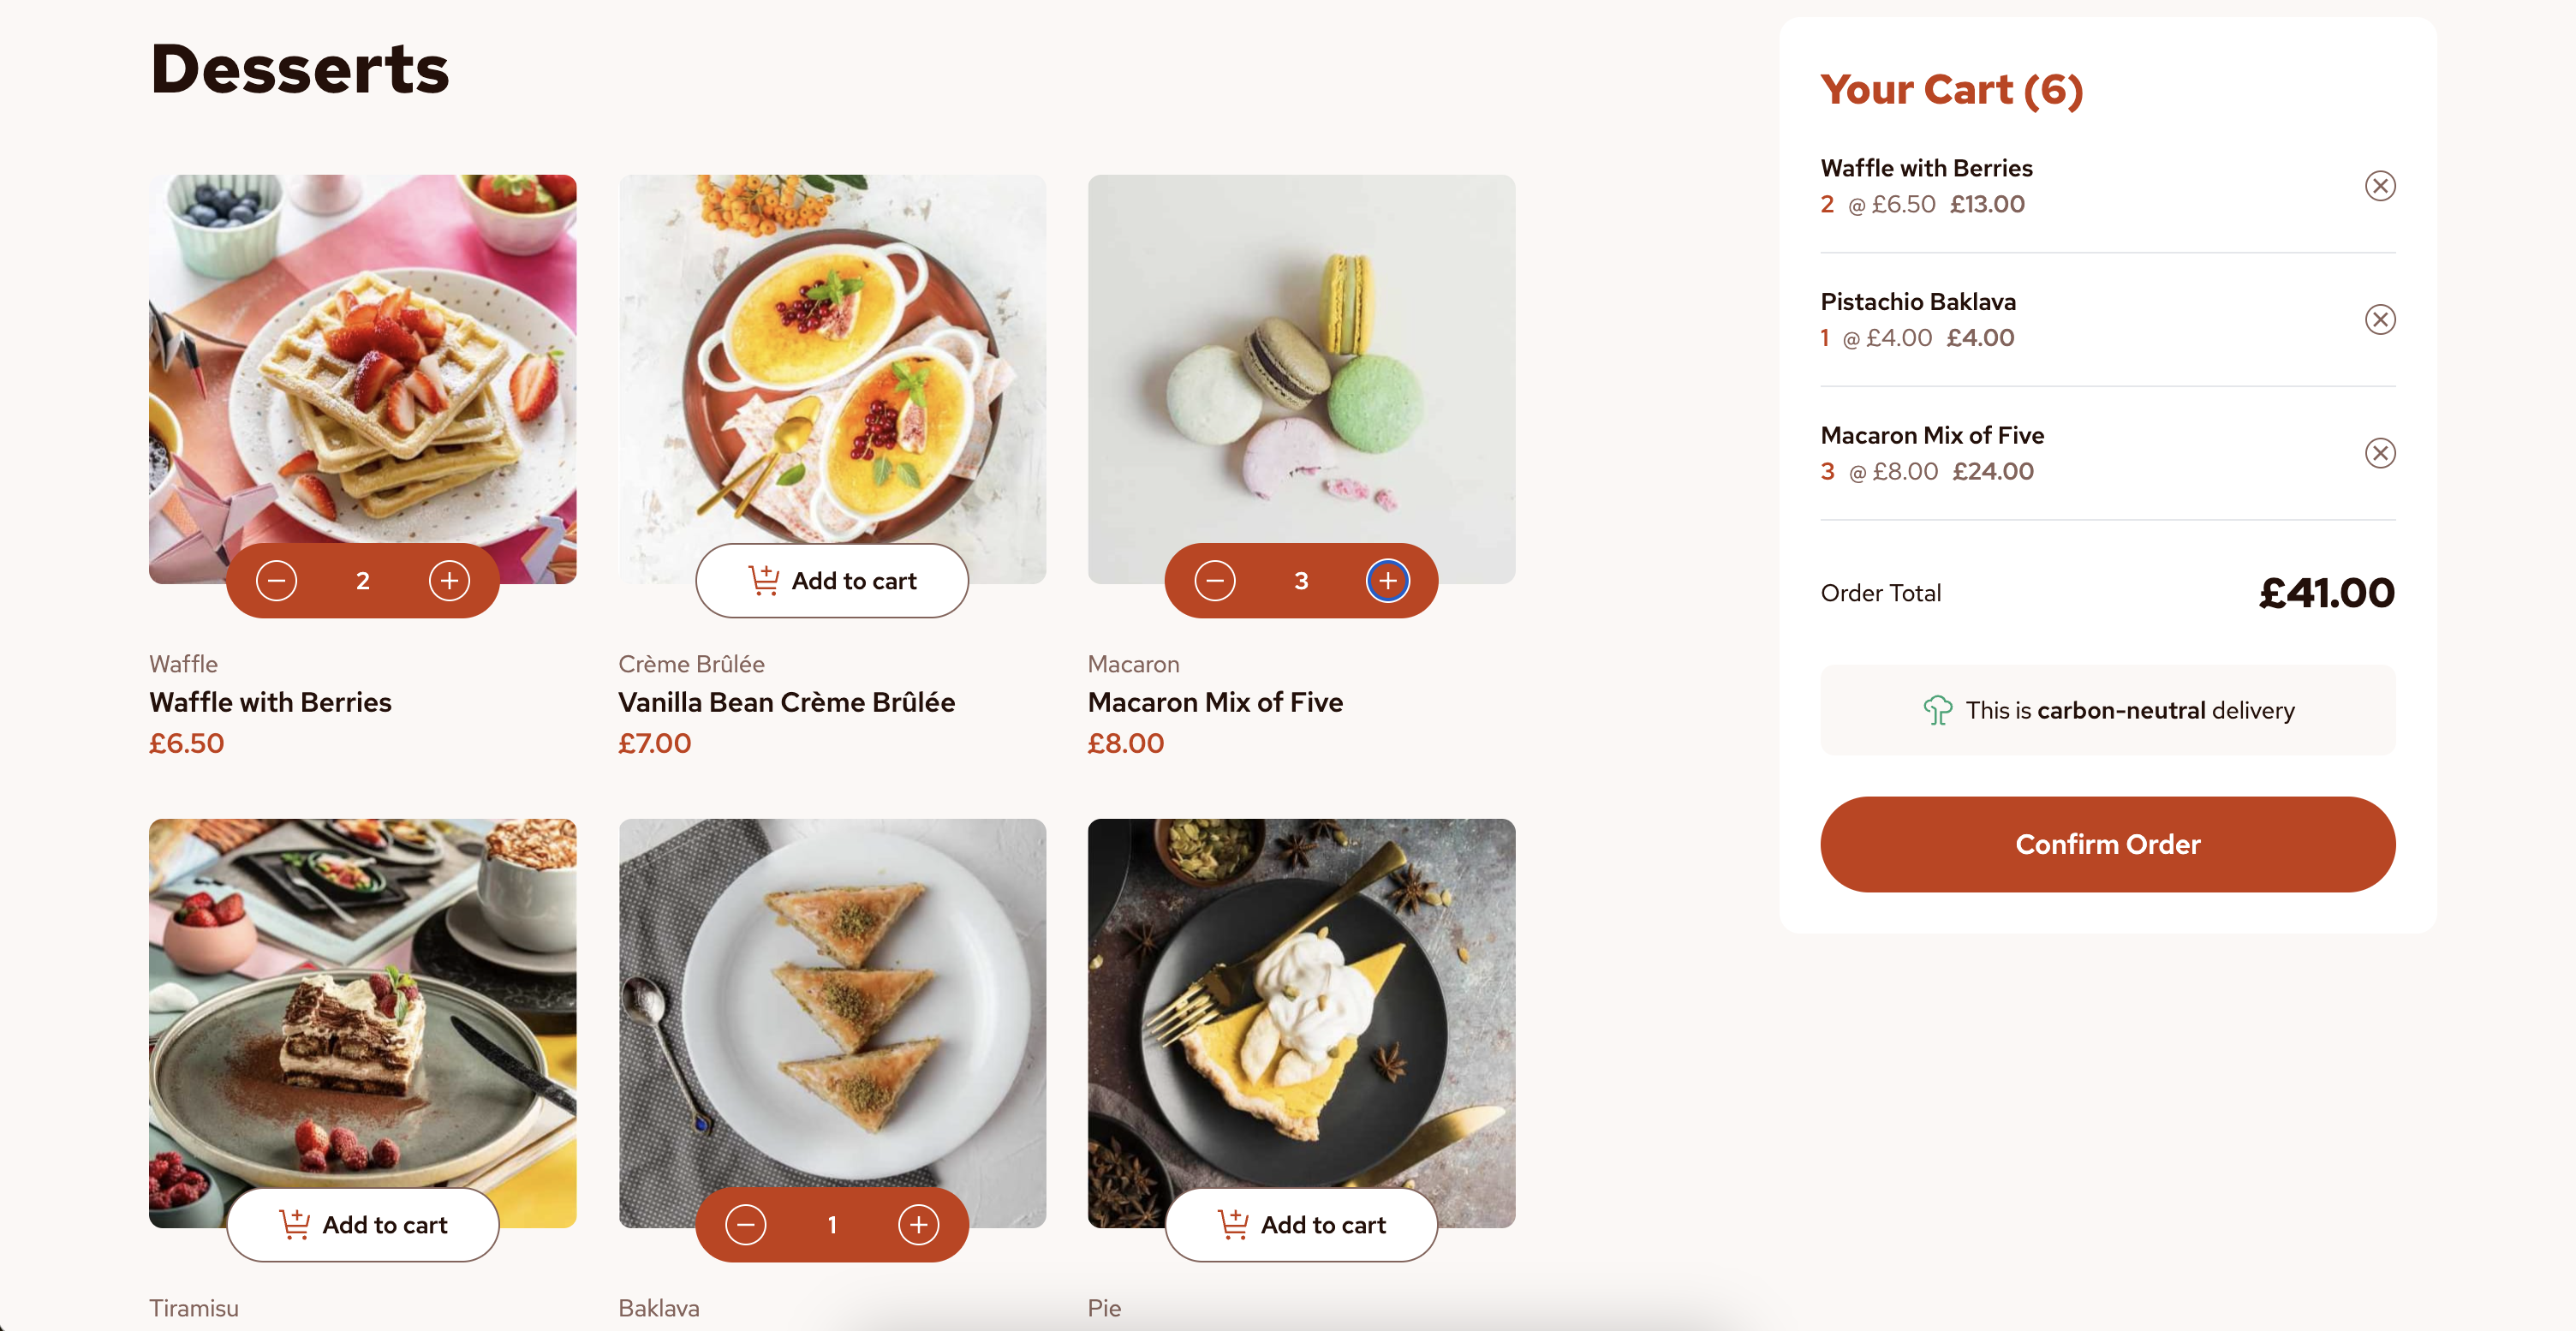 Desserts
2
Add to cart
3
Waffle
Waffle with Berries
£6.50
Crème Brûlée
Vanilla Bean Crème Brûlée
£7.00
Macaron
Macaron Mix of Five
£8.00
Add to cart
1
Add to cart
Tiramisu
Baklava
Pie
Your Cart (6)
Waffle with Berries
2 @ £6.50 £13.00
Pistachio Baklava
1 @ £4.00 £4.00
Macaron Mix of Five
3 @ £8.00 £24.00
Order Total £41.00
This is carbon-neutral delivery
Confirm Order